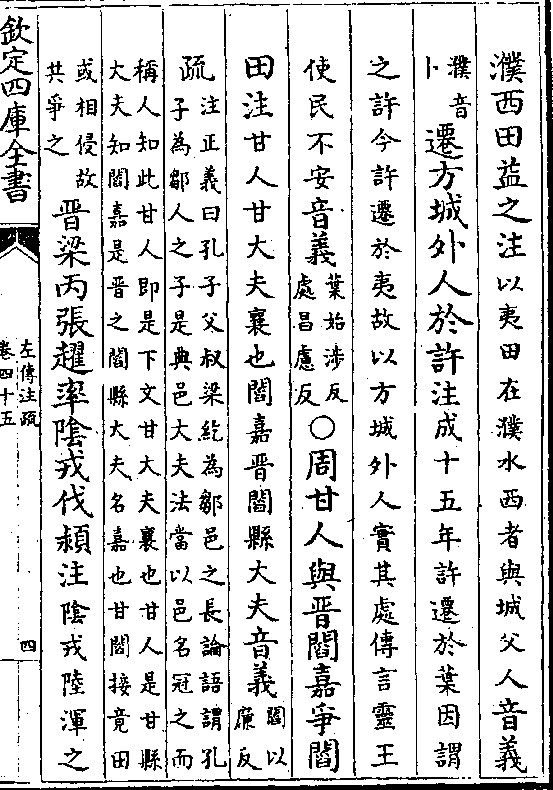 濮西田益之注以夷田在濮水西者與城父人音義
濮音
卜
遷方城外人於許注成十五年許遷於葉因謂
之許今許遷於夷故以方城外人實其處傳言靈王
使民不安音義
葉始涉反
處昌慮反
○周甘人與晉閻嘉爭閻
田注甘人甘大夫襄也閻嘉晉閻縣大夫音義
閻以
廉反
疏
注正義曰孔子父叔梁紇為鄒邑之長論語謂孔
子為鄒人之子是典邑大夫法當以邑名冠之而
稱人知此甘人即是下文甘大夫襄也甘人是甘縣
大夫知閻嘉是晉之閻縣大夫名嘉也甘閻接竟田
或相侵故
共爭之
晉梁丙張趯率陰戎伐潁注陰戎陸渾之
欽定四庫全書
左傳注疏
卷四十五
四